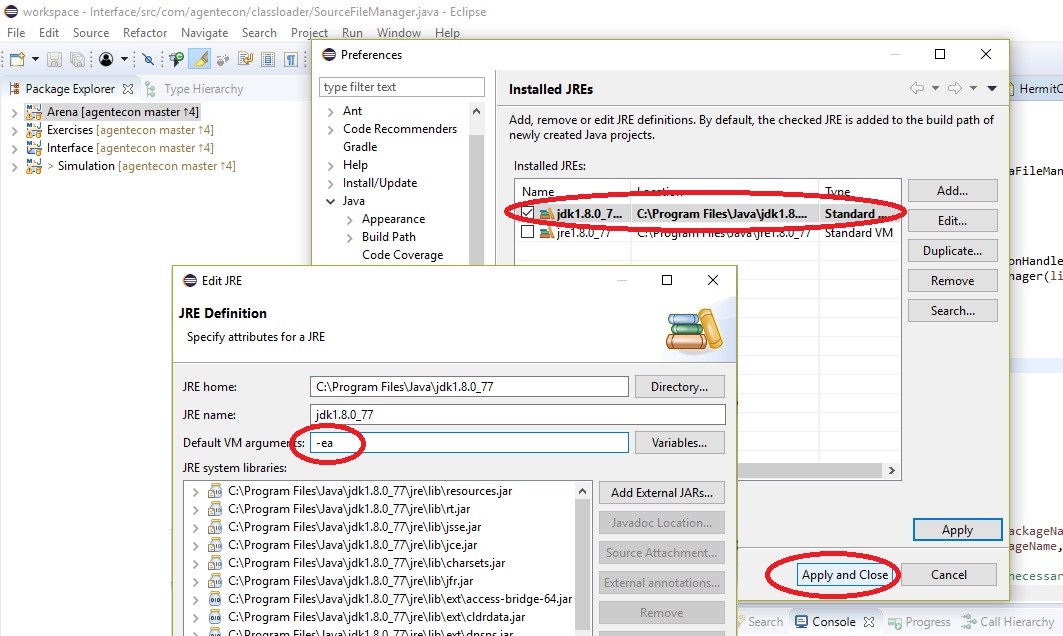 workspace - Interface/src/com/agentecon/classloader/SourceFileManager.java - Eclipse
File Edit Source Refactor Navigate Search Project Run Window Help
Package Explorer Type Hierarchy
Arena [agentecon master ↑4]
Exercises [agentecon master ↑4]
Interface [agentecon master ↑4]
> Simulation [agentecon master ↑4]
Preferences
type filter text
Ant
Code Recommenders
Gradle
Help
Install/Update
Java
Appearance
Build Path
Code Coverage
Installed JREs
Add, remove or edit JRE definitions. By default, the checked JRE is added to the build path of
newly created Java projects.
Installed JREs:
Name Location Type
jdk1.8.0_7... C:\Program Files\Java\jdk1.8.... Standard ...
jre1.8.0_77 C:\Program Files\Java\jre1.8.0_77 Standard VM
Add...
Edit...
Duplicate...
Remove
Search...
Apply
Apply and Close Cancel
Edit JRE
JRE Definition
Specify attributes for a JRE
JRE home: C:\Program Files\Java\jdk1.8.0_77 Directory...
JRE name: jdk1.8.0_77
Default VM arguments: -ea Variables...
JRE system libraries:
C:\Program Files\Java\jdk1.8.0_77\jre\lib\resources.jar
C:\Program Files\Java\jdk1.8.0_77\jre\lib\rt.jar
C:\Program Files\Java\jdk1.8.0_77\jre\lib\jsse.jar
C:\Program Files\Java\jdk1.8.0_77\jre\lib\jce.jar
C:\Program Files\Java\jdk1.8.0_77\jre\lib\charsets.jar
C:\Program Files\Java\jdk1.8.0_77\jre\lib\jfr.jar
C:\Program Files\Java\jdk1.8.0_77\jre\lib\ext\access-bridge-64.jar
C:\Program Files\Java\jdk1.8.0_77\jre\lib\ext\cldrdata.jar
C:\Program Files\Java\jdk1.8.0_77\jre\lib\ext\dnsns.jar
Add External JARs...
Javadoc Location...
Source Attachment...
External annotations...
Remove
HermitC
aFileMan
onHandle
nager(li
ackageNa
ageName,
necessar
Search Console Progress Call Hierarchy